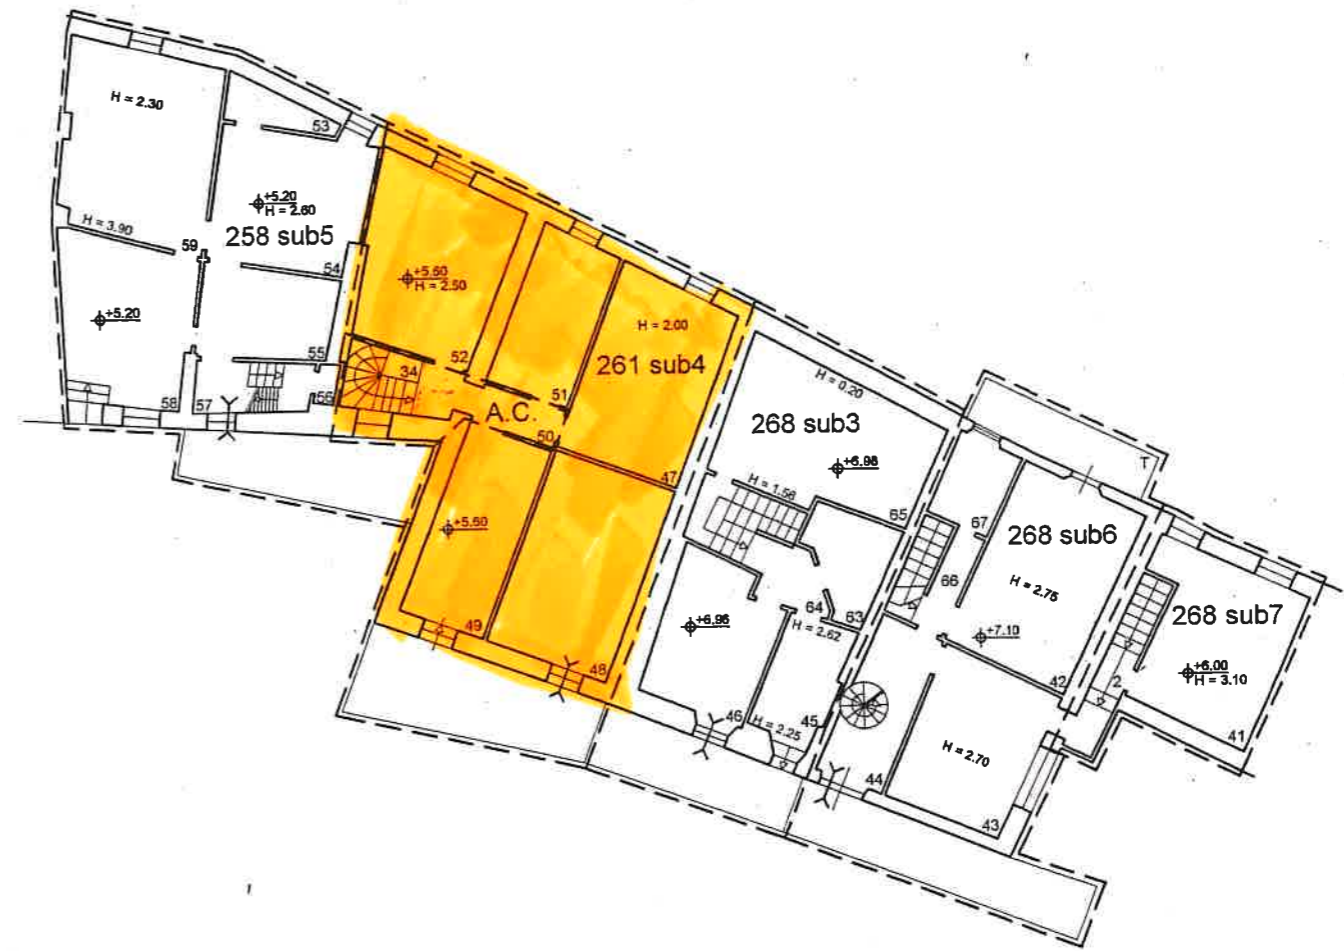 H = 2.30
53
+5.20
H = 2.60
258 sub5
H = 3.90
59
54
+5.20
55
58
57
56
+5.60
H = 2.50
52
34
H = 2.00
261 sub4
51
A.C.
50
47
+5.60
49
48
H = 0.20
268 sub3
+6.98
H = 1.56
65
+6.96
64
63
H = 2.62
46
H = 2.25
45
T
67
268 sub6
66
H = 2.75
+7.10
42
44
H = 2.70
43
268 sub7
2
+6.00
H = 3.10
41